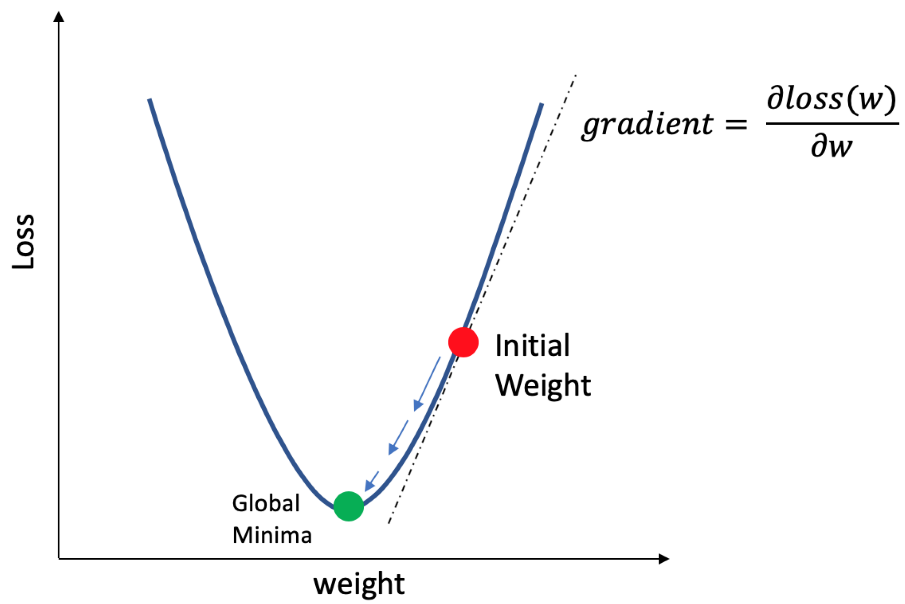 gradient = ∂loss(w)/∂w
Loss
Initial
Weight
Global
Minima
weight